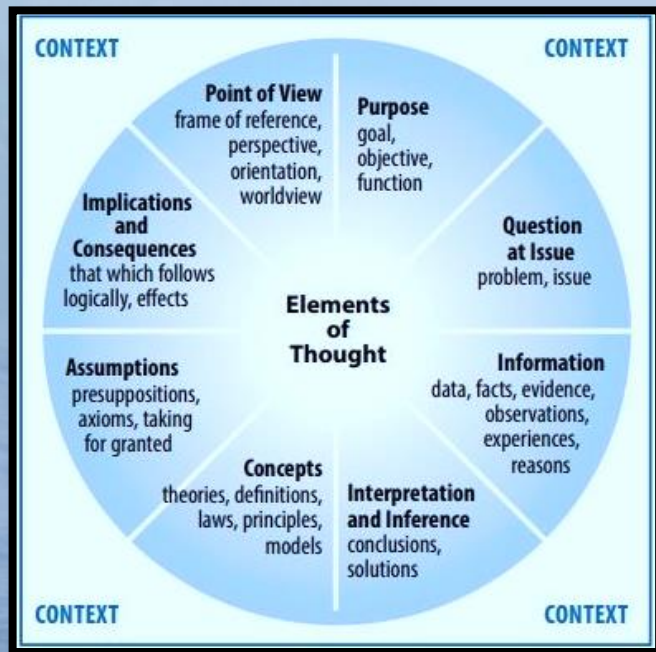 CONTEXT
CONTEXT
Purpose
goal,
objective,
function
Question
at Issue
problem, issue
Information
data, facts, evidence,
observations,
experiences,
reasons
Interpretation
and Inference
conclusions,
solutions
Concepts
theories, definitions,
laws, principles,
models
Assumptions
presuppositions,
axioms, taking
for granted
Implications
and
Consequences
that which follows
logically, effects
Point of View
frame of reference,
perspective,
orientation,
worldview
Elements
of
Thought
CONTEXT
CONTEXT